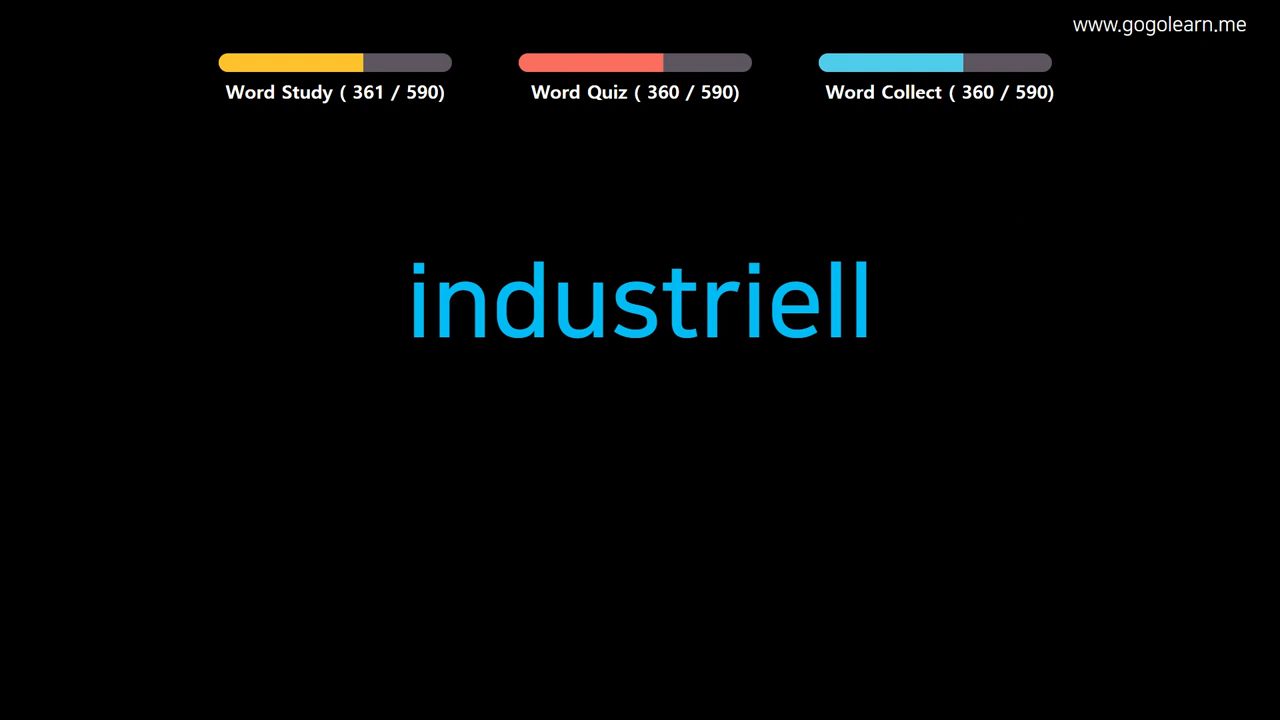 www.gogolearn.me
Word Study ( 361 / 590)
Word Quiz ( 360 / 590)
Word Collect ( 360 / 590)
industriell